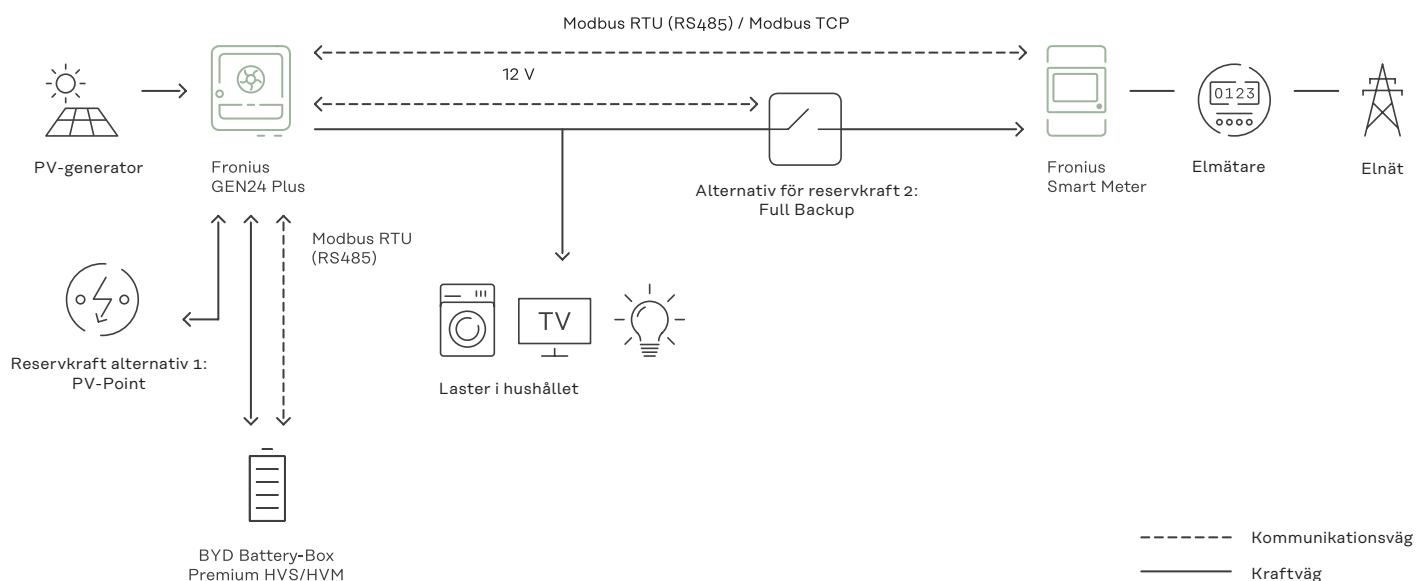 Modbus RTU (RS485) / Modbus TCP
12 V
0123
PV-generator
Fronius
GEN24 Plus
Alternativ för reservkraft 2:
Full Backup
Fronius
Smart Meter
Elmätare
Elnät
Modbus RTU
(RS485)
TV
Reservkraft alternativ 1:
PV-Point
Laster i hushållet
BYD Battery-Box
Premium HVS/HVM
Kommunikationsväg
Kraftväg